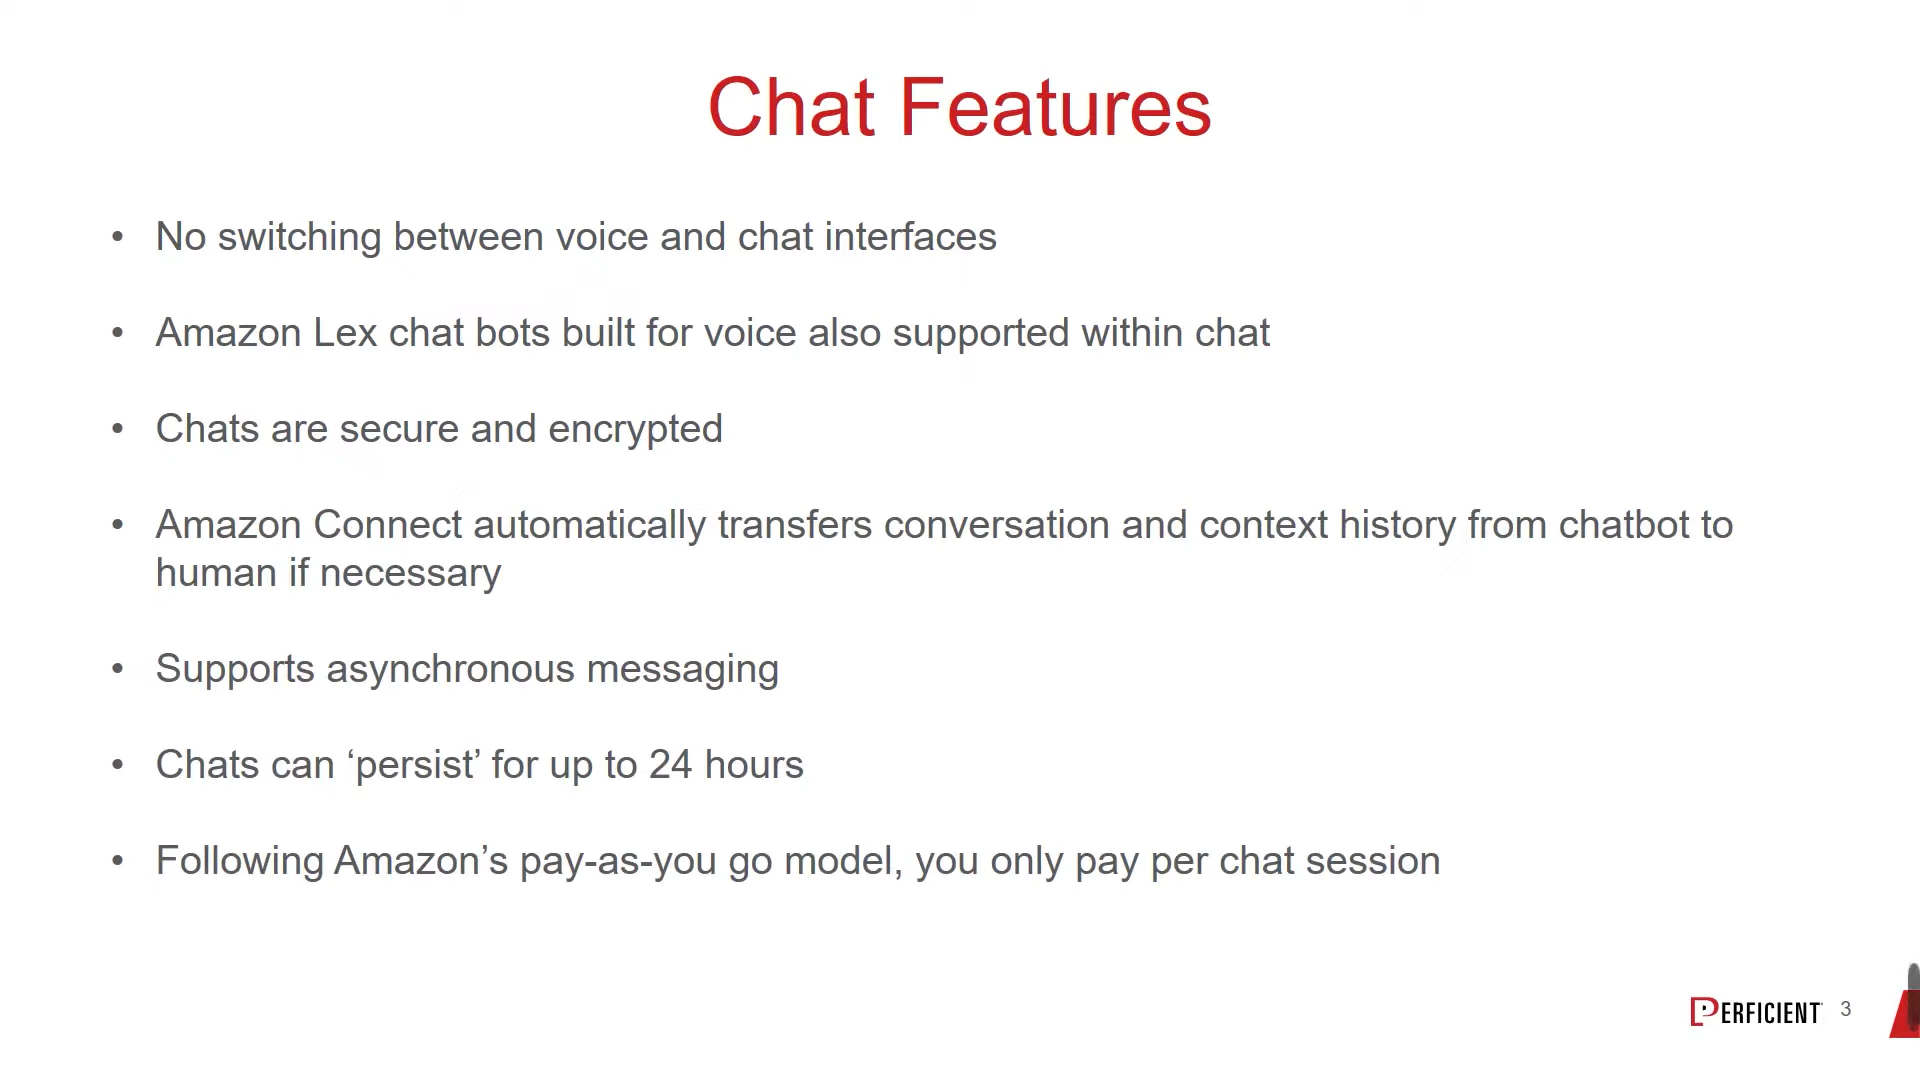 Chat Features
• No switching between voice and chat interfaces
• Amazon Lex chat bots built for voice also supported within chat
• Chats are secure and encrypted
• Amazon Connect automatically transfers conversation and context history from chatbot to
human if necessary
• Supports asynchronous messaging
• Chats can ‘persist’ for up to 24 hours
• Following Amazon’s pay-as-you go model, you only pay per chat session
PERFICIENT 3